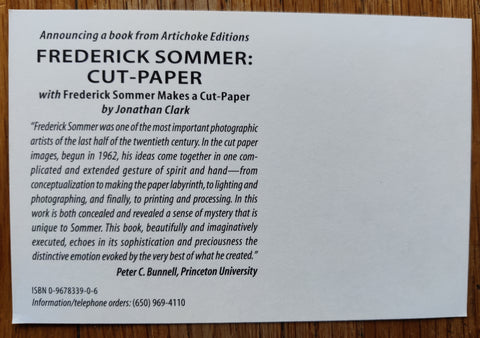 Announcing a book from Artichoke Editions
FREDERICK SOMMER:
CUT-PAPER
with Frederick Sommer Makes a Cut-Paper
by Jonathan Clark
“Frederick Sommer was one of the most important photographic
artists of the last half of the twentieth century. In the cut paper
images, begun in 1962, his ideas come together in one com-
plicated and extended gesture of spirit and hand—from
conceptualization to making the paper labyrinth, to lighting and
photographing, and finally, to printing and processing. In this
work is both concealed and revealed a sense of mystery that is
unique to Sommer. This book, beautifully and imaginatively
executed, echoes in its sophistication and preciousness the
distinctive emotion evoked by the very best of what he created.”
Peter C. Bunnell, Princeton University
ISBN 0-9678339-0-6
Information/telephone orders: (650) 969-4110